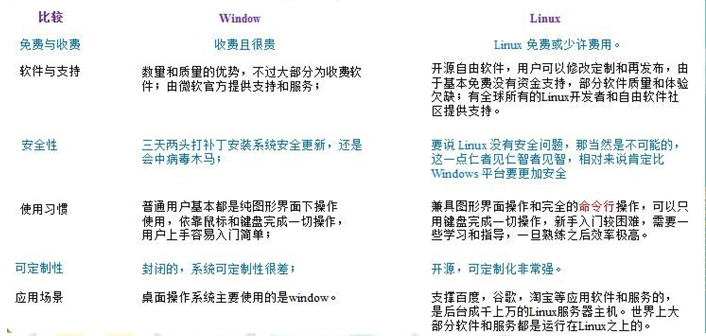 比较 Window Linux
免费与收费 收费且很贵 Linux 免费或少许费用。
软件与支持 数量和质量的优势，不过大部分为收费软
件；由微软官方提供支持和服务；
开源自由软件，用户可以修改定制和再发布，由
于基本免费没有资金支持，部分软件质量和体验
欠缺；有全球所有的Linux开发者和自由软件社
区提供支持。
安全性 三天两头打补丁安装系统安全更新，还是
会中病毒木马；
要说 Linux 没有安全问题，那当然是不可能的，
这一点仁者见仁智者见智，相对来说肯定比
Windows 平台要更加安全
使用习惯 普通用户基本都是纯图形界面下操作
使用，依靠鼠标和键盘完成一切操作，
用户上手容易入门简单；
兼具图形界面操作和完全的命令行操作，可以只
用键盘完成一切操作，新手入门较困难，需要一
些学习和指导，一旦熟练之后效率极高。
可定制性 封闭的，系统可定制性很差； 开源，可定制化非常强。
应用场景 桌面操作系统主要使用的是window。
支撑百度，谷歌，淘宝等应用软件和服务的，
是后台成千上万的Linux服务器主机。世界上大
部分软件和服务都是运行在Linux之上的。